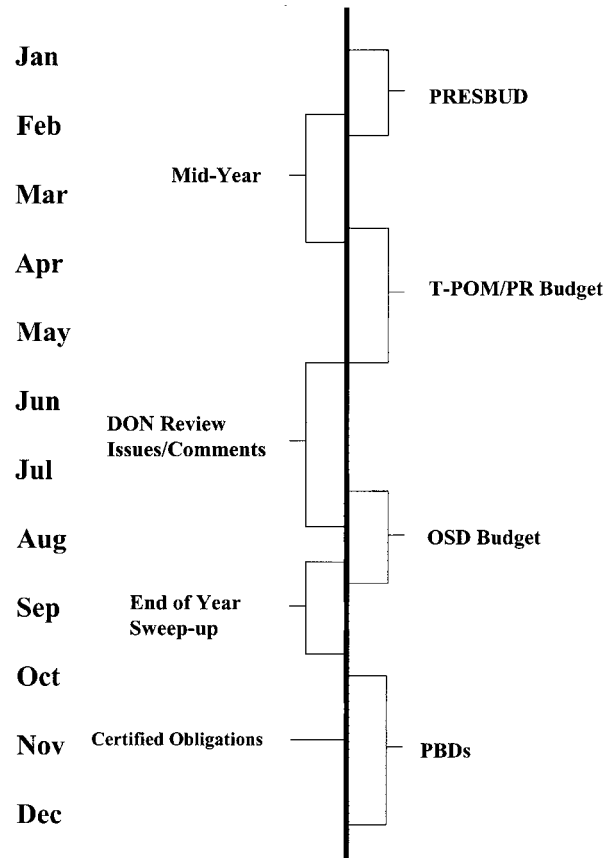 Jan
PRESBUD
Feb
Mid-Year
Mar
Apr
T-POM/PR Budget
May
Jun
DON Review
Issues/Comments
Jul
Aug
OSD Budget
End of Year
Sep
Sweep-up
Oct
Certified Obligations
Nov
PBDs
Dec